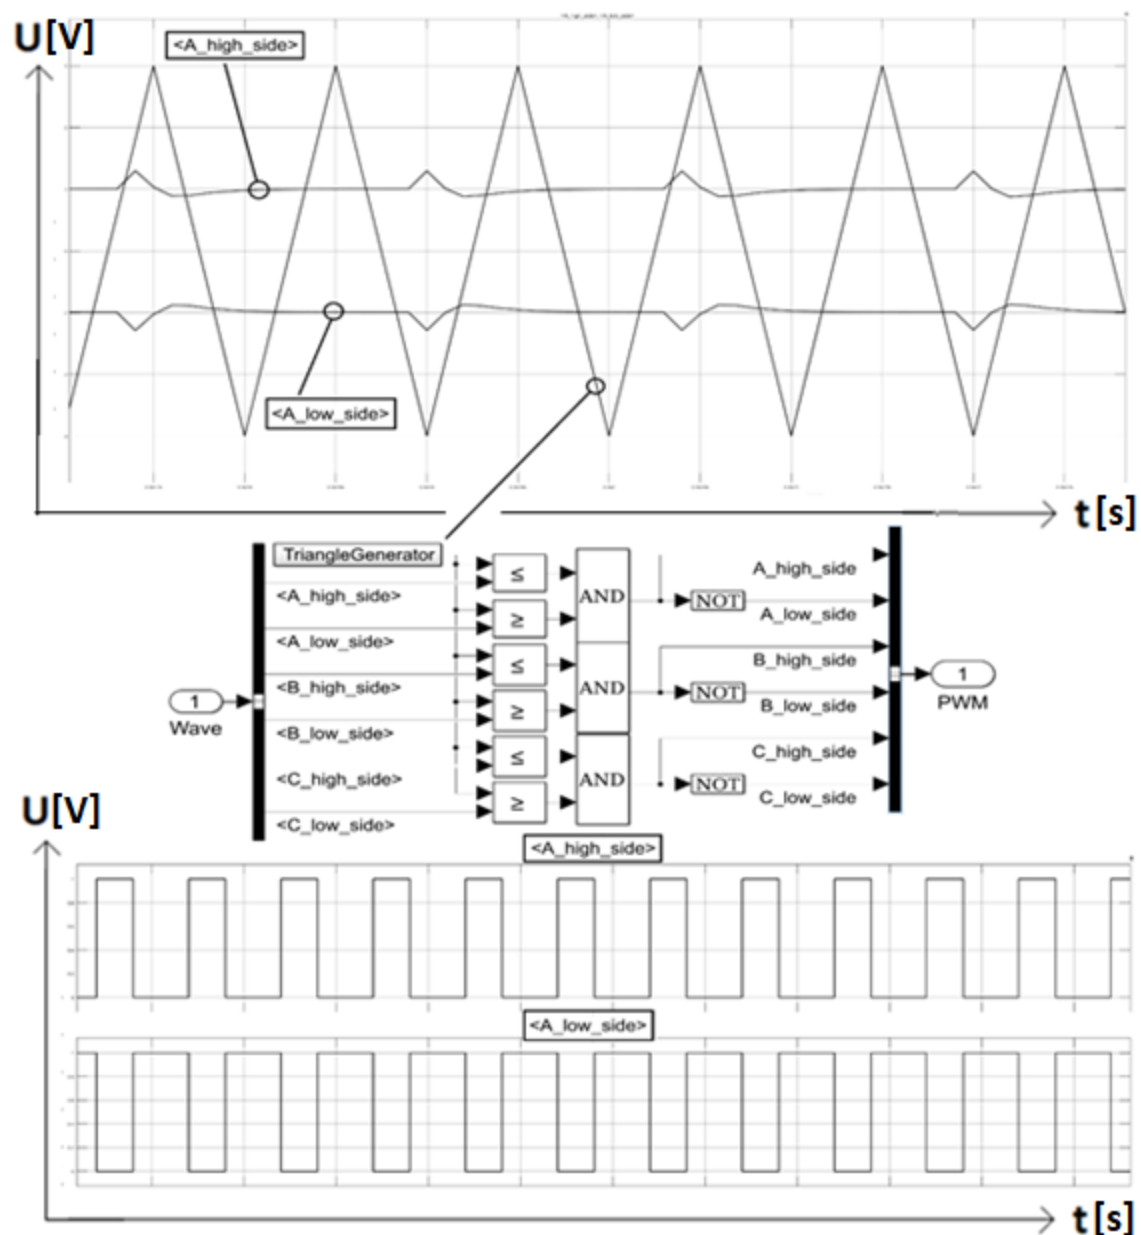 U[V]
<A_high_side>
<A_low_side>
t[s]
TriangleGenerator
<A_high_side>
<A_low_side>
<B_high_side>
<B_low_side>
<C_high_side>
<C_low_side>
1
Wave
≤
≥
≤
≥
≤
≥
AND
AND
AND
NOT
NOT
NOT
A_high_side
A_low_side
B_high_side
B_low_side
C_high_side
C_low_side
1
PWM
U[V]
<A_high_side>
<A_low_side>
t[s]